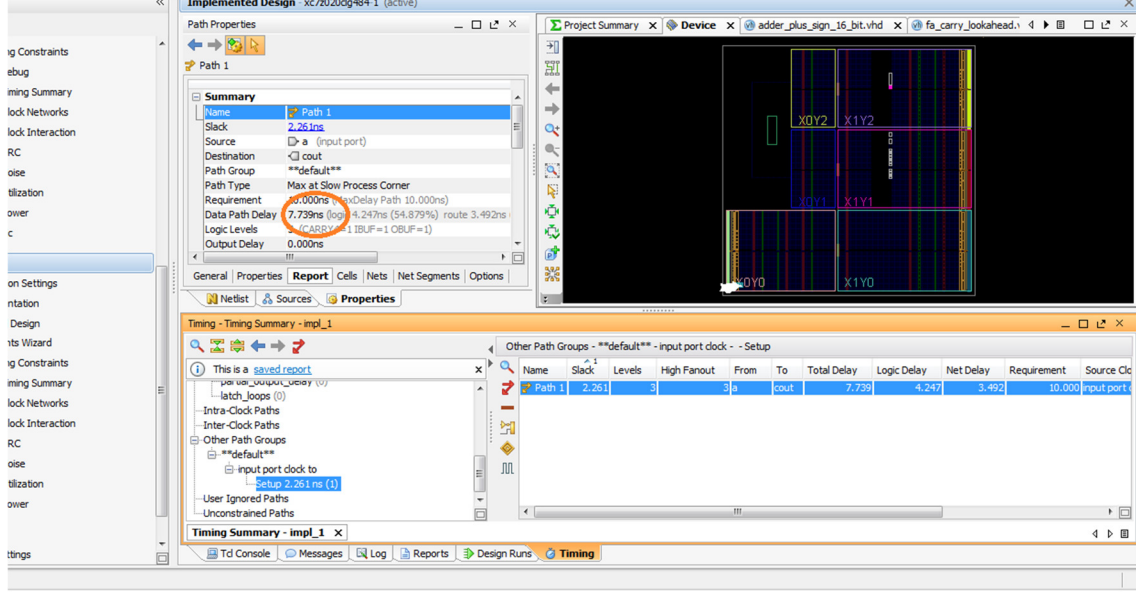 Implemented Design - xc7z020clg484-1 (active)
ng Constraints
ebug
iming Summary
lock Networks
lock Interaction
RC
oise
tilization
ower
c
on Settings
ntation
Design
nts Wizard
ng Constraints
iming Summary
lock Networks
lock Interaction
RC
oise
tilization
ower
ttings
Path Properties
Path 1
Summary
Name Path 1
Slack 2.261ns
Source a (input port)
Destination cout
Path Group **default**
Path Type Max at Slow Process Corner
Requirement 10.000ns (MaxDelay Path 10.000ns)
Data Path Delay 7.739ns (logic 4.247ns (54.879%) route 3.492ns
Logic Levels 3 (CARRY4=1 IBUF=1 OBUF=1)
Output Delay 0.000ns
General Properties Report Cells Nets Net Segments Options
Netlist Sources Properties
Project Summary Device adder_plus_sign_16_bit.vhd fa_carry_lookahead.v
X0Y2 X1Y2
X0Y1 X1Y1
X0Y0 X1Y0
Timing - Timing Summary - impl_1
This is a saved report
partial_output_delay (0)
latch_loops (0)
Intra-Clock Paths
Inter-Clock Paths
Other Path Groups
**default**
input port clock to
Setup 2.261 ns (1)
User Ignored Paths
Unconstrained Paths
Other Path Groups - **default** - input port clock - - Setup
Name Slack 1 Levels High Fanout From To Total Delay Logic Delay Net Delay Requirement Source Clo
Path 1 2.261 3 3 a cout 7.739 4.247 3.492 10.000 input port c
Timing Summary - impl_1
Tcl Console Messages Log Reports Design Runs Timing